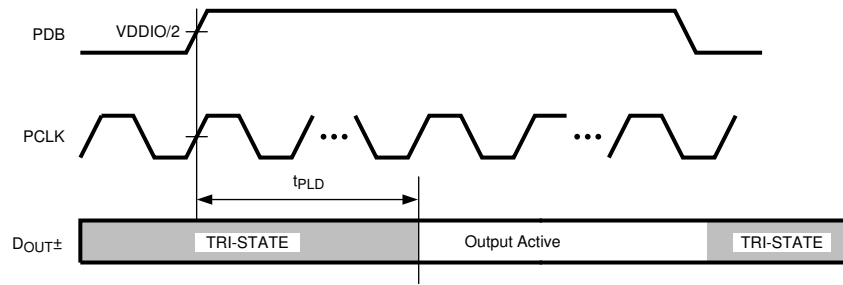 PDB
VDDIO/2
PCLK
tPLD
DOUT±
TRI-STATE
Output Active
TRI-STATE